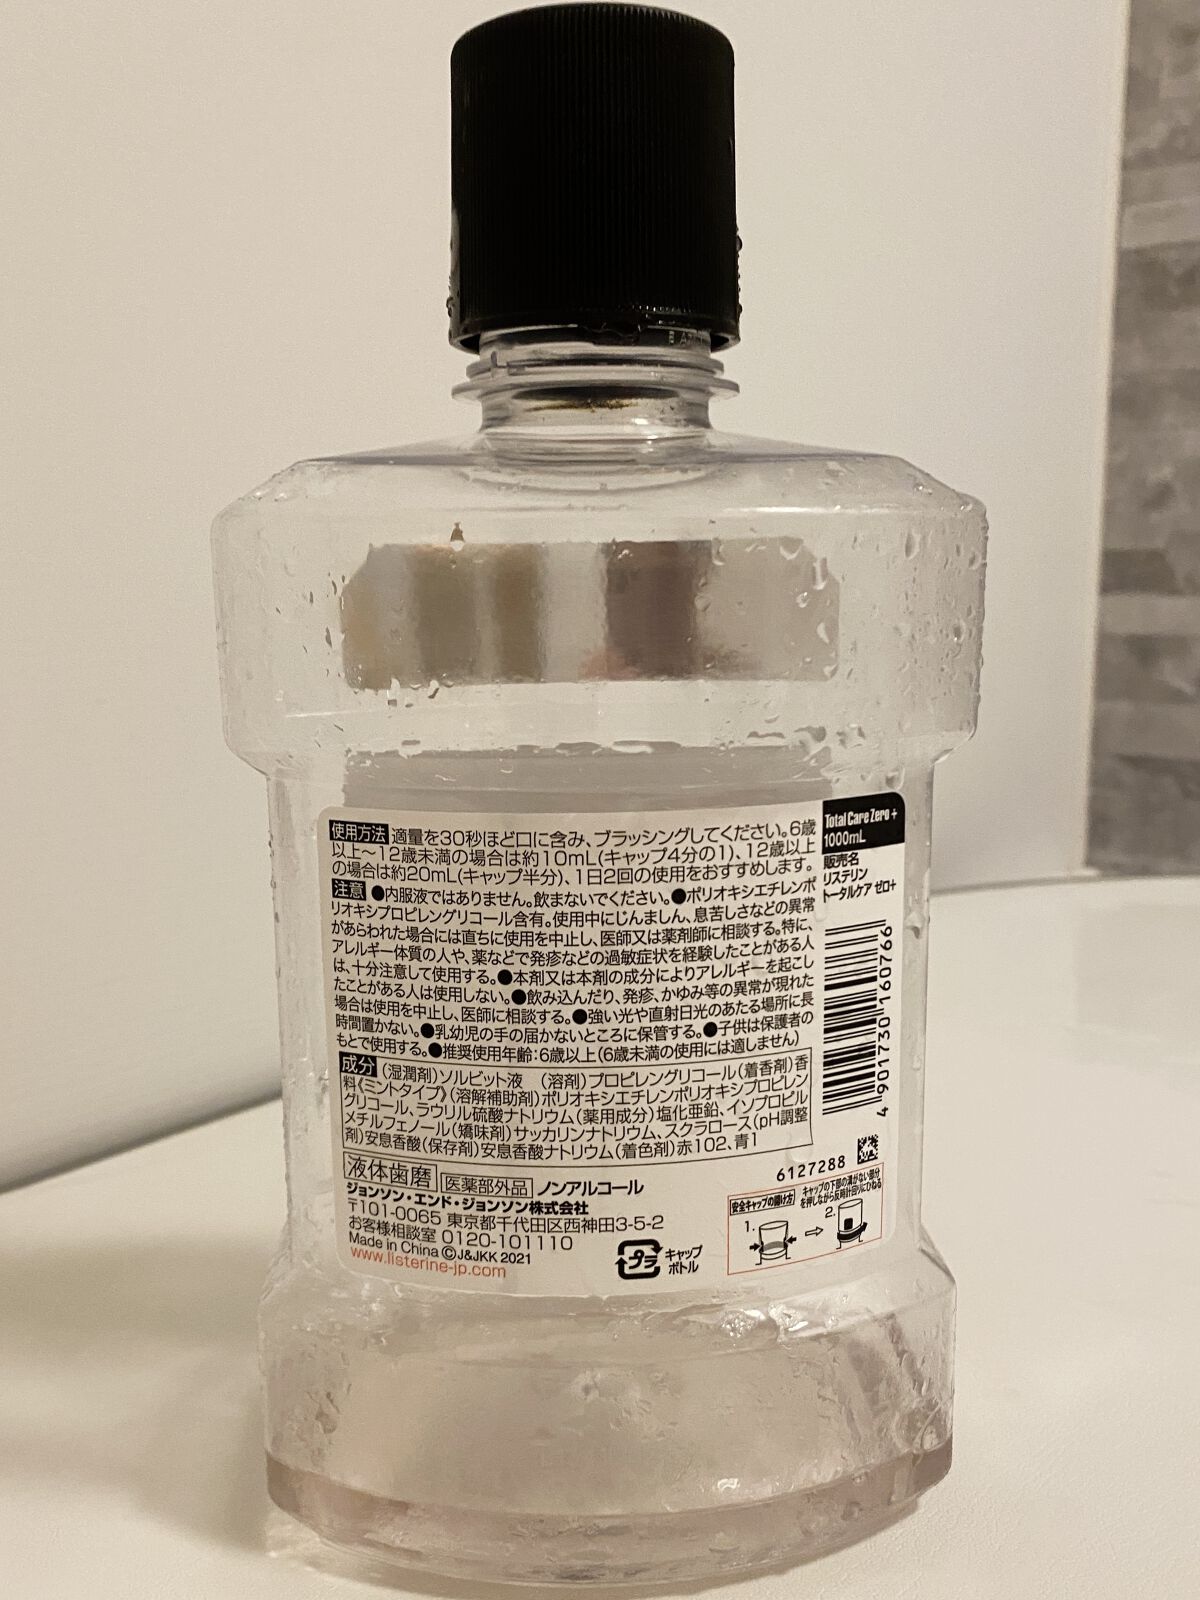 使用方法 適量を30秒ほど口に含み、ブラッシングしてください。6歳
以上〜12歳未満の場合は約10mL(キャップ4分の1)、12歳以上
の場合は約20mL(キャップ半分)、1日2回の使用をおすすめします。
注意 ●内服液ではありません。飲まないでください。●ポリオキシエチレンポ
リオキシプロピレングリコール含有。使用中にじんましん、息苦しさなどの異常
があらわれた場合には直ちに使用を中止し、医師又は薬剤師に相談する。特に、
アレルギー体質の人や、薬などで発疹などの過敏症状を経験したことがある人
は、十分注意して使用する。●本剤又は本剤の成分によりアレルギーを起こし
たことがある人は使用しない。●飲み込んだり、発疹、かゆみ等の異常が現れた
場合は使用を中止し、医師に相談する。●強い光や直射日光のあたる場所に長
時間置かない。●乳幼児の手の届かないところに保管する。●子供は保護者の
もとで使用する。●推奨使用年齢:6歳以上(6歳未満の使用には適しません)
成分 (湿潤剤)ソルビット液 (溶剤)プロピレングリコール(着香剤)香
料《ミントタイプ》(溶解補助剤)ポリオキシエチレンポリオキシプロピレン
グリコール、ラウリル硫酸ナトリウム(薬用成分)塩化亜鉛、イソプロピル
メチルフェノール(矯味剤)サッカリンナトリウム、スクラロース(pH調整
剤)安息香酸(保存剤)安息香酸ナトリウム(着色剤)赤102、青1
液体歯磨 医薬部外品 ノンアルコール
ジョンソン・エンド・ジョンソン株式会社
〒101-0065 東京都千代田区西神田3-5-2
お客様相談室 0120-101110
Made in China ©J&JKK 2021
www.listerine-jp.com
プラ
キャップ
ボトル
Total Care Zero+
1000mL
販売名
リステリン
トータルケア ゼロ+
4 901730 160766
6127288
安全キャップの開け方
キャップの下部の溝がない部分
を押しながら反時計回りにひねる
1.
2.